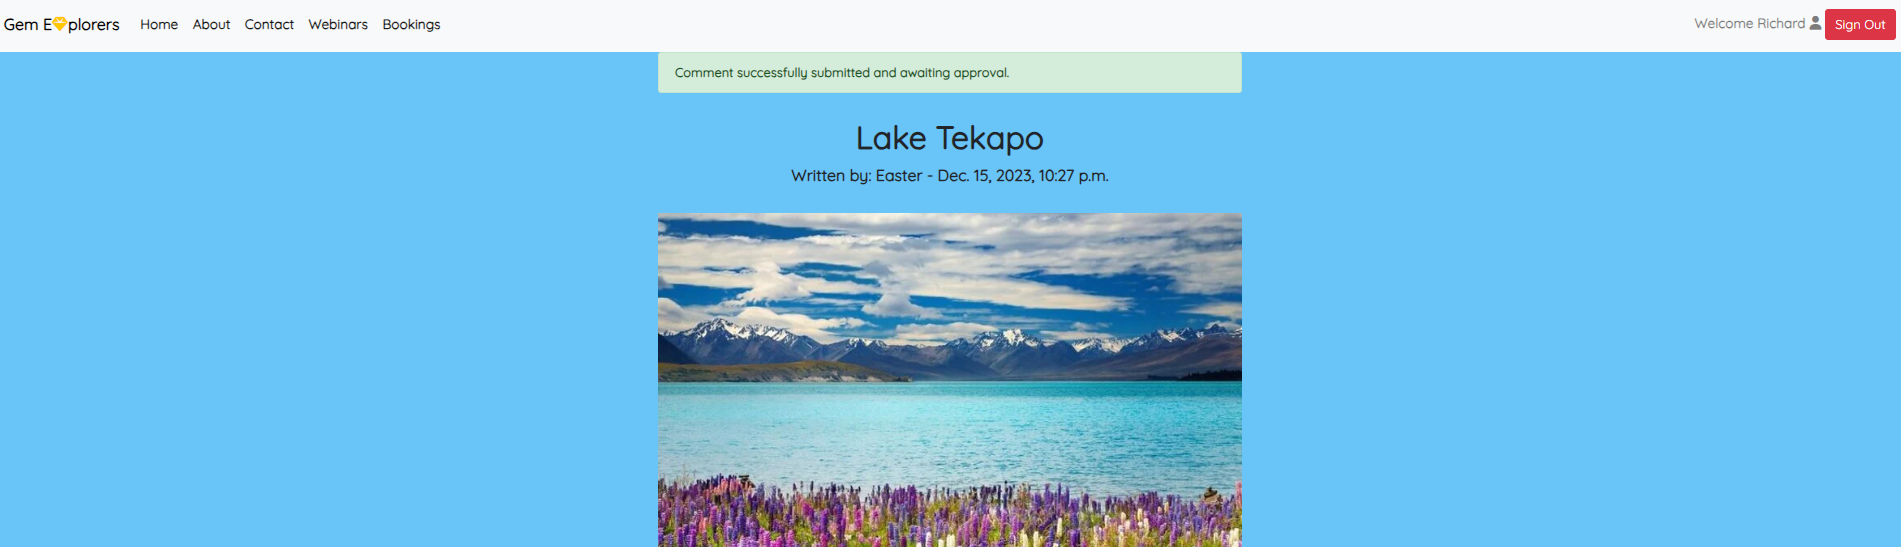 Gem E plorers Home About Contact Webinars Bookings Welcome Richard Sign Out
Comment successfully submitted and awaiting approval.
Lake Tekapo
Written by: Easter - Dec. 15, 2023, 10:27 p.m.